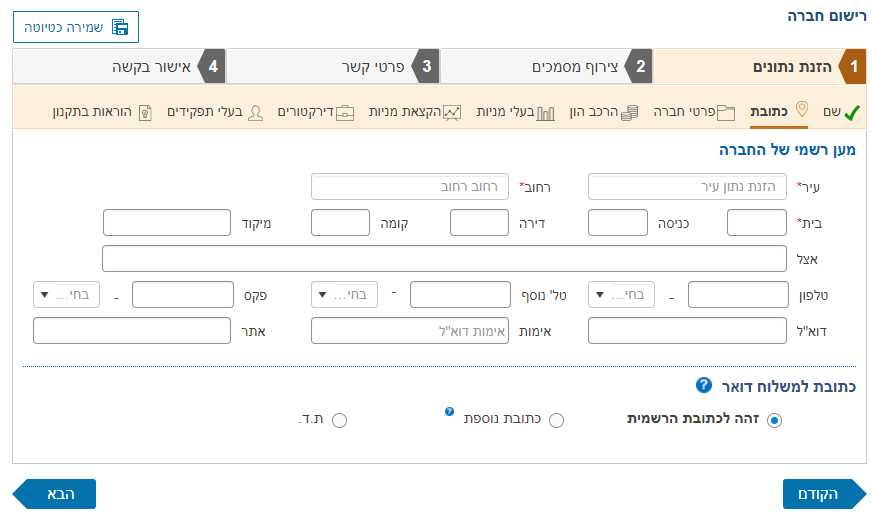 רישום חברה
שמירה כטיוטה
1 הזנת נתונים 2 צירוף מסמכים 3 פרטי קשר 4 אישור בקשה
שם כתובת פרטי חברה הרכב הון בעלי מניות הקצאת מניות דירקטורים בעלי תפקידים הוראות בתקנון
מען רשמי של החברה
עיר* הזנת נתון עיר רחוב* רחוב רחוב
בית* כניסה דירה קומה מיקוד
אצל
טלפון - בחי... טל' נוסף - בחי... פקס - בחי...
דוא"ל אימות אימות דוא"ל אתר
כתובת למשלוח דואר ?
זהה לכתובת הרשמית כתובת נוספת ? ת.ד.
הקודם הבא